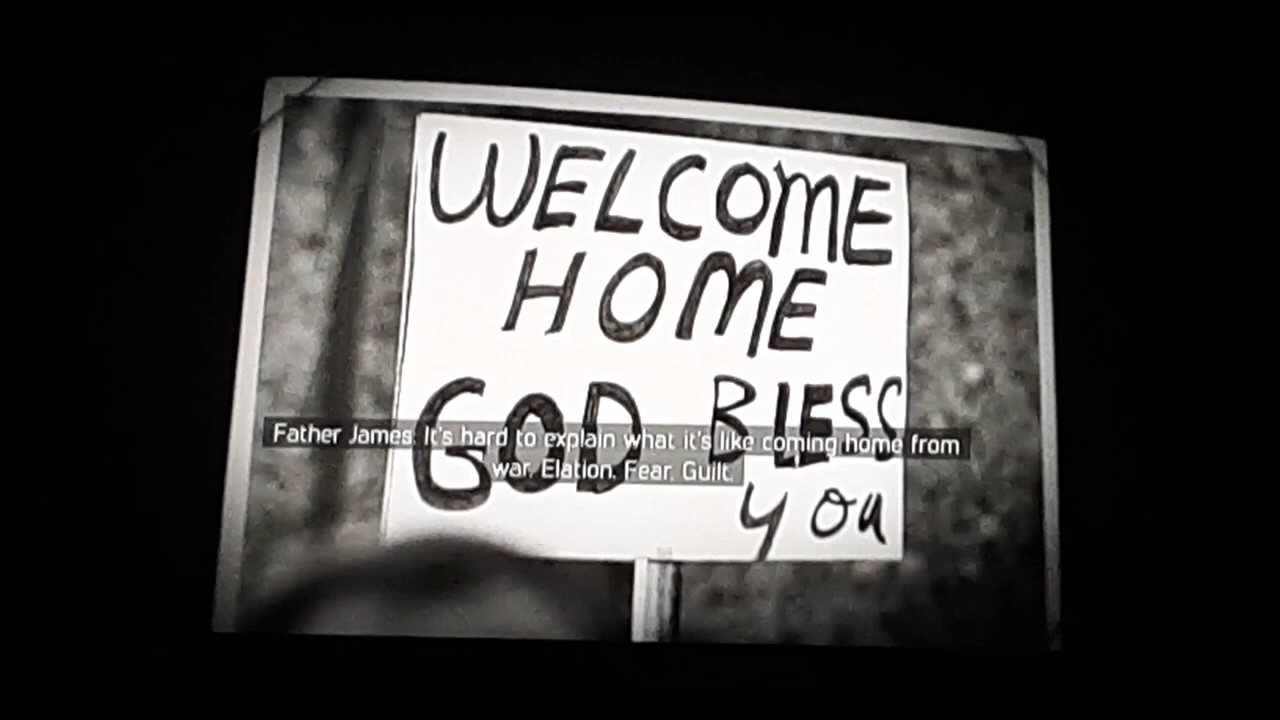 WELCOME
HOME
GOD BLESS
you
Father James: It's hard to explain what it's like coming home from
war. Elation. Fear. Guilt.